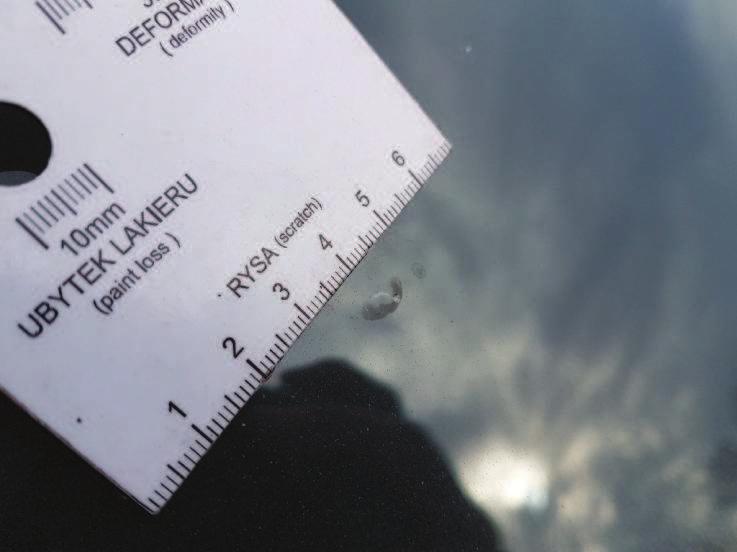 DEFORM
( deformity )
10mm
UBYTEK LAKIERU
(paint loss )
RYSA (scratch)
1 2 3 4 5 6